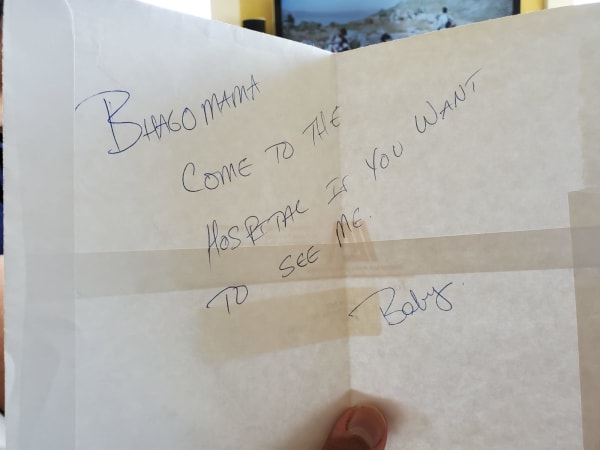 BHAGOMAMA
COME TO THE
HOSPITAL IF YOU WANT
TO SEE ME.
Baby.